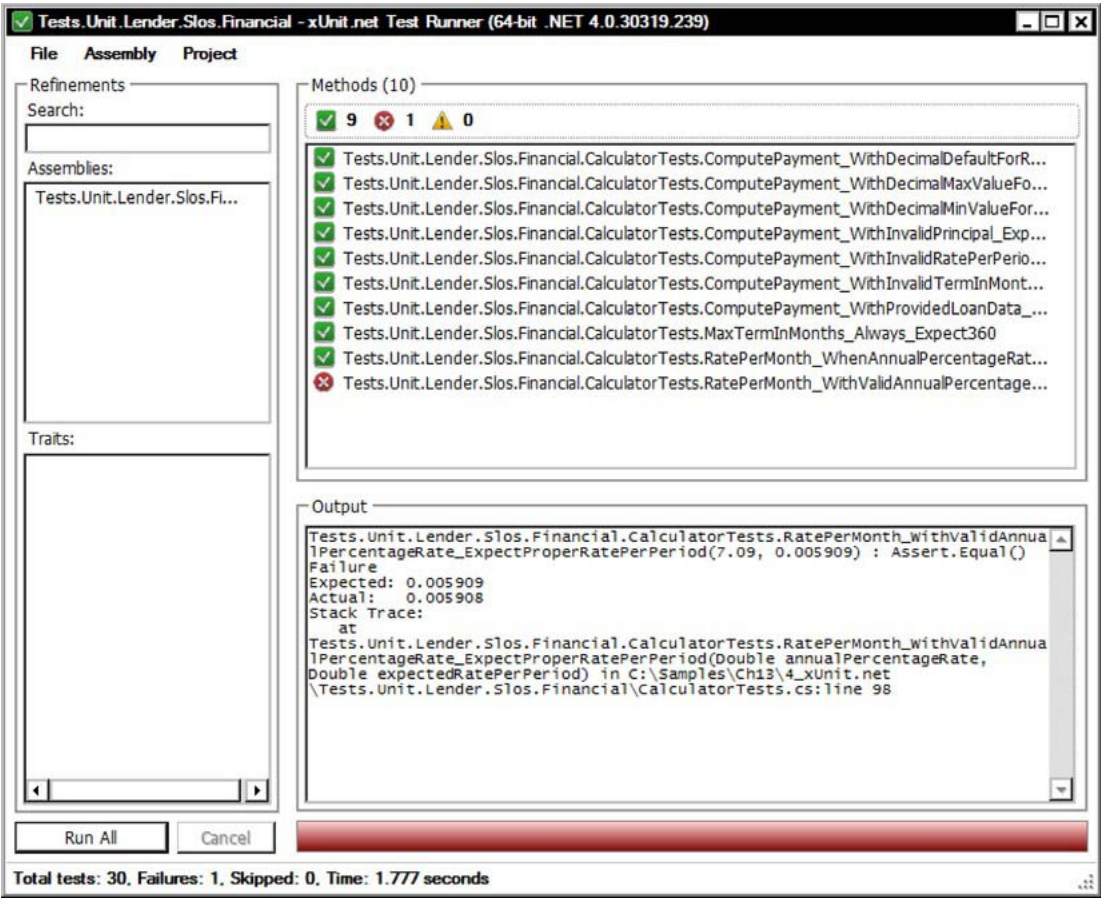 Tests.Unit.Lender.Slos.Financial - xUnit.net Test Runner (64-bit .NET 4.0.30319.239)
File Assembly Project
Refinements
Search:
Assemblies:
Tests.Unit.Lender.Slos.Fi...
Traits:
Methods (10)
9 1 0
Tests.Unit.Lender.Slos.Financial.CalculatorTests.ComputePayment_WithDecimalDefaultForR...
Tests.Unit.Lender.Slos.Financial.CalculatorTests.ComputePayment_WithDecimalMaxValueFo...
Tests.Unit.Lender.Slos.Financial.CalculatorTests.ComputePayment_WithDecimalMinValueFor...
Tests.Unit.Lender.Slos.Financial.CalculatorTests.ComputePayment_WithInvalidPrincipal_Exp...
Tests.Unit.Lender.Slos.Financial.CalculatorTests.ComputePayment_WithInvalidRatePerPerio...
Tests.Unit.Lender.Slos.Financial.CalculatorTests.ComputePayment_WithInvalidTermInMont...
Tests.Unit.Lender.Slos.Financial.CalculatorTests.ComputePayment_WithProvidedLoanData_...
Tests.Unit.Lender.Slos.Financial.CalculatorTests.MaxTermInMonths_Always_Expect360
Tests.Unit.Lender.Slos.Financial.CalculatorTests.RatePerMonth_WhenAnnualPercentageRat...
Tests.Unit.Lender.Slos.Financial.CalculatorTests.RatePerMonth_WithValidAnnualPercentage...
Output
Tests.Unit.Lender.Slos.Financial.CalculatorTests.RatePerMonth_WithValidAnnua
lPercentageRate_ExpectProperRatePerPeriod(7.09, 0.005909) : Assert.Equal()
Failure
Expected: 0.005909
Actual:   0.005908
Stack Trace:
at
Tests.Unit.Lender.Slos.Financial.CalculatorTests.RatePerMonth_WithValidAnnua
lPercentageRate_ExpectProperRatePerPeriod(Double annualPercentageRate,
Double expectedRatePerPeriod) in C:\Samples\Ch13\4_xUnit.net
\Tests.Unit.Lender.Slos.Financial\CalculatorTests.cs:line 98
Run All Cancel
Total tests: 30, Failures: 1, Skipped: 0, Time: 1.777 seconds